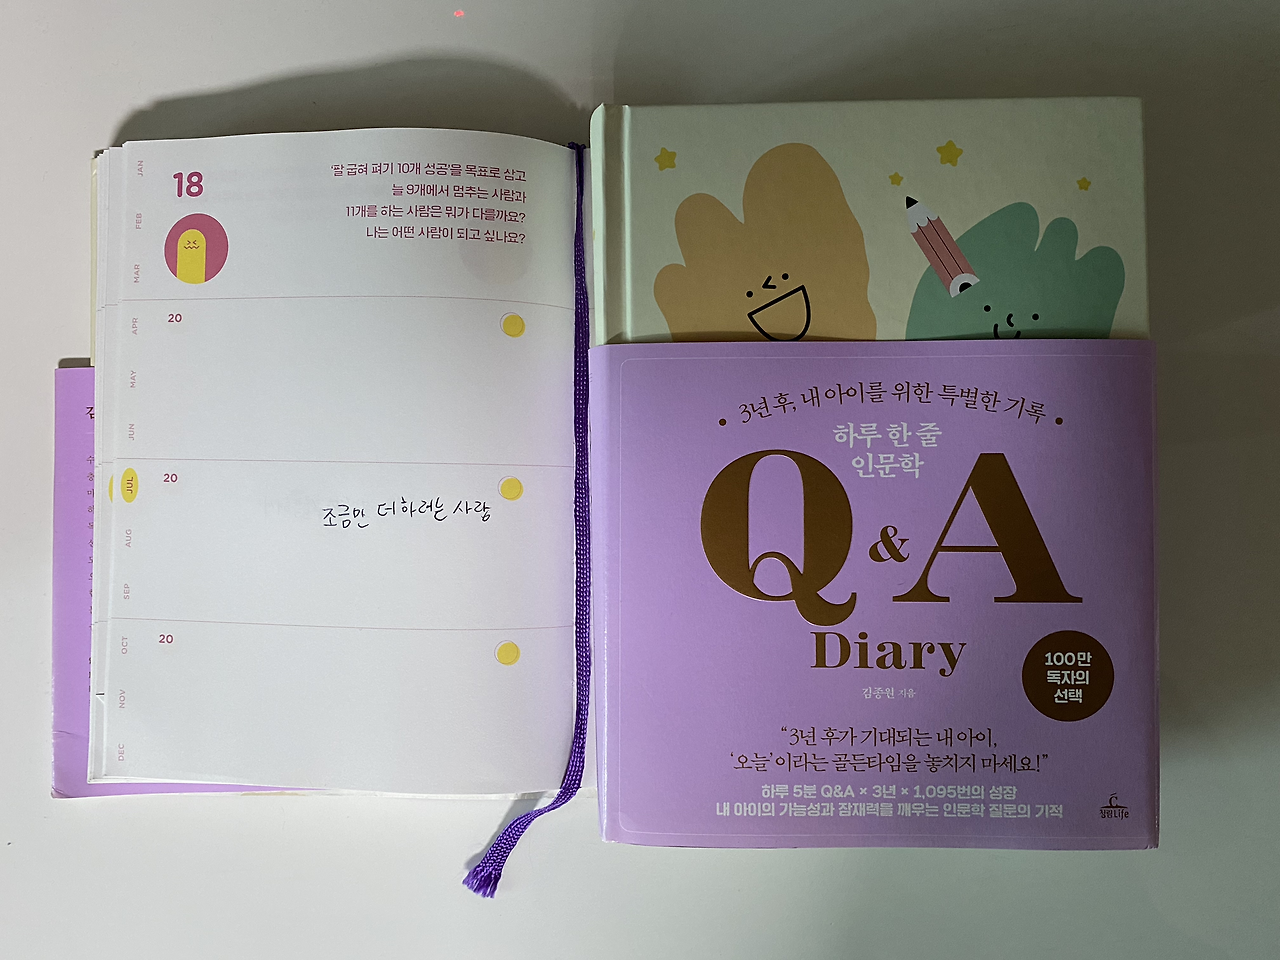 JAN
FEB
MAR
APR
MAY
JUN
JUL
AUG
SEP
OCT
NOV
DEC
18
'팔 굽혀 펴기 10개 성공'을 목표로 삼고
늘 9개에서 멈추는 사람과
11개를 하는 사람은 뭐가 다를까요?
나는 어떤 사람이 되고 싶나요?
20
20
조금만 더 하려는 사람
20
3년 후, 내 아이를 위한 특별한 기록
하루 한 줄
인문학
Q & A
Diary
김종원 지음
100만
독자의
선택
“3년 후가 기대되는 내 아이,
‘오늘’이라는 골든타임을 놓치지 마세요!”
하루 5분 Q&A × 3년 × 1,095번의 성장
내 아이의 가능성과 잠재력을 깨우는 인문학 질문의 기적
청림Life